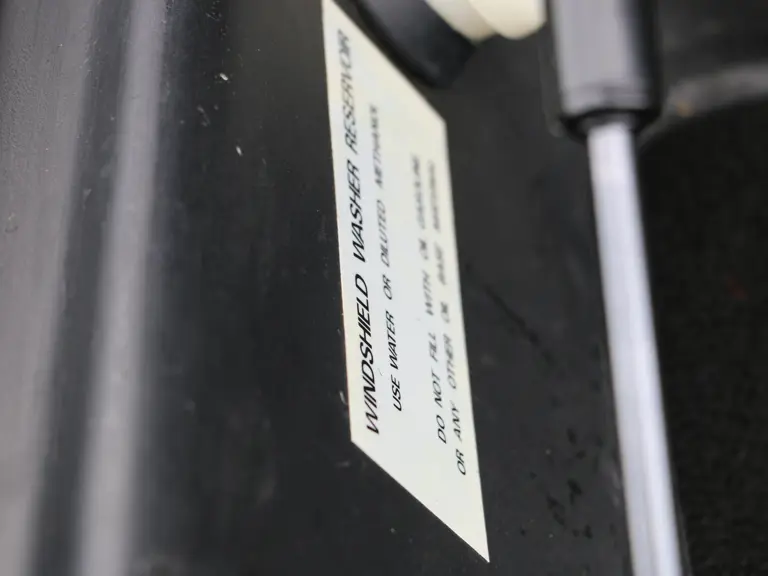 WINDSHIELD WASHER RESERVOIR
USE WATER OR DILUTED METHANOL
DO NOT FILL WITH OIL GASOLINE
OR ANY OTHER OIL BASE MATERIAL